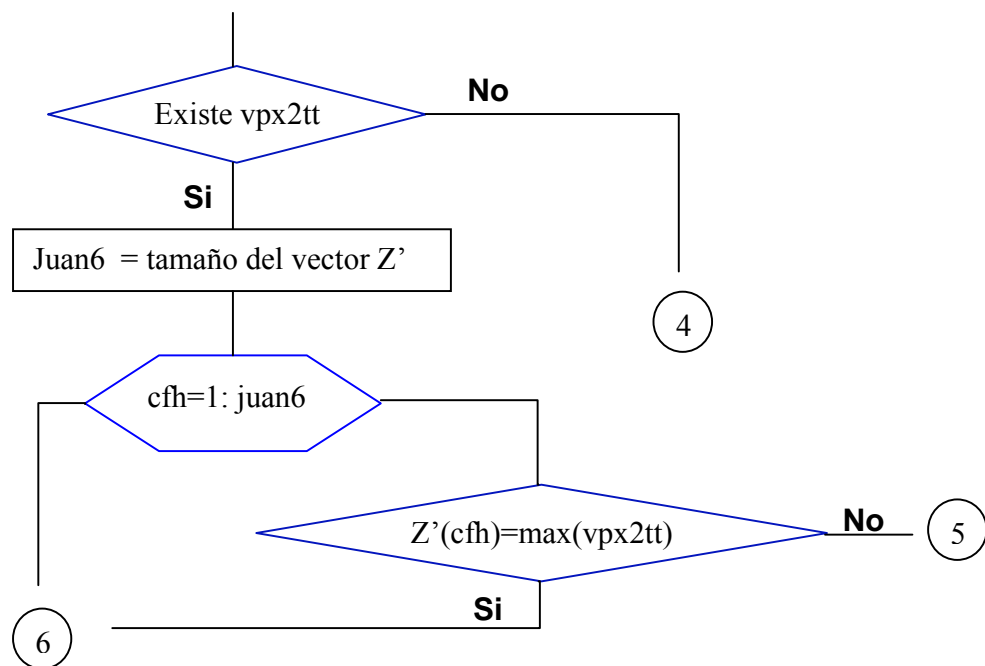 Existe vpx2tt
No
Si
Juan6 = tamaño del vector Z’
4
cfh=1: juan6
Z’(cfh)=max(vpx2tt)
No
5
Si
6